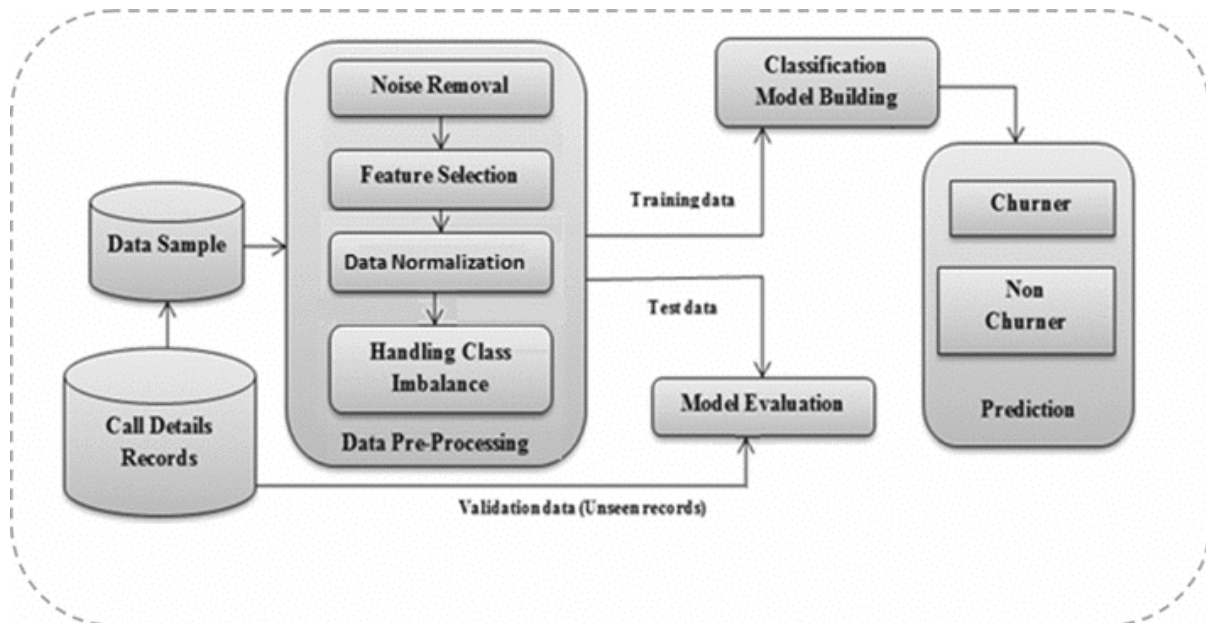 Noise Removal
Feature Selection
Data Normalization
Handling Class
Imbalance
Data Pre-Processing
Data Sample
Call Details
Records
Training data
Test data
Validation data (Unseen records)
Classification
Model Building
Model Evaluation
Churner
Non
Churner
Prediction